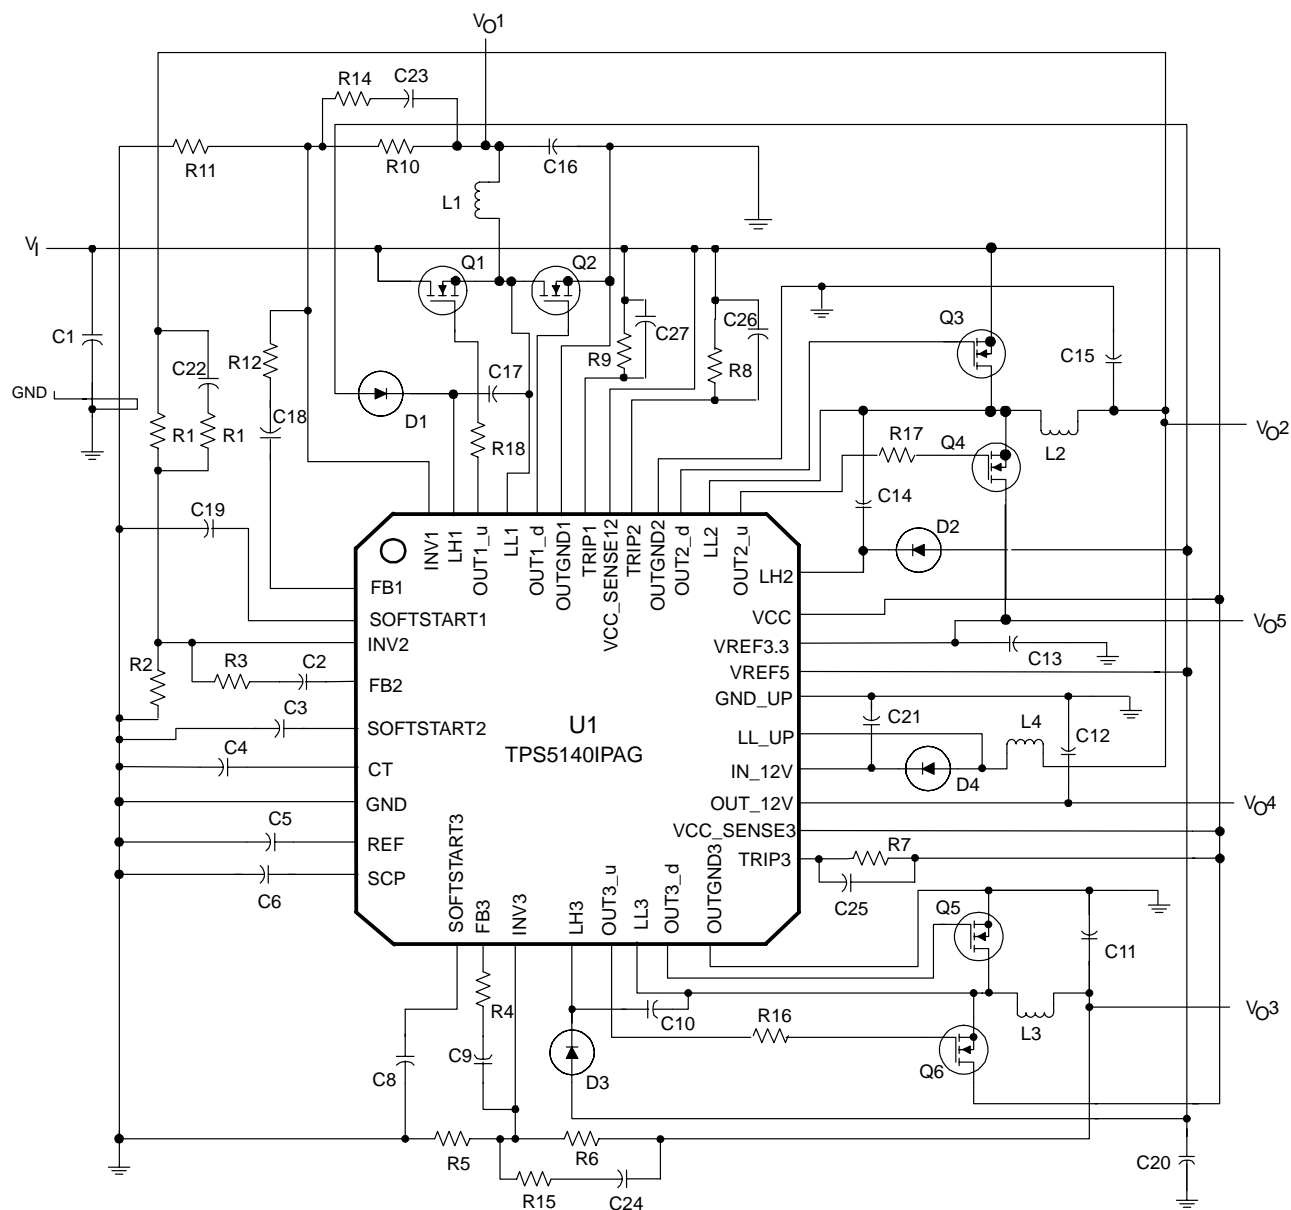 VO1
R14
C23
R11
R10
C16
L1
VI
Q1
Q2
C1
GND
C22
R12
C27
C26
R9
R8
Q3
C15
C17
D1
R1
R1
C18
R18
R17
Q4
L2
VO2
C19
C14
D2
INV1
LH1
OUT1_u
LL1
OUT1_d
OUTGND1
TRIP1
VCC_SENSE12
TRIP2
OUTGND2
OUT2_d
LL2
OUT2_u
LH2
FB1
SOFTSTART1
VCC
VO5
INV2
VREF3.3
C13
R2
R3
C2
FB2
VREF5
GND_UP
C3
SOFTSTART2
U1
TPS5140IPAG
C21
L4
C12
LL_UP
C4
CT
IN_12V
D4
GND
OUT_12V
VO4
C5
REF
VCC_SENSE3
R7
TRIP3
C6
SCP
C25
SOFTSTART3
FB3
INV3
LH3
OUT3_u
LL3
OUT3_d
OUTGND3
Q5
C11
R4
C10
R16
L3
VO3
C8
C9
D3
Q6
R5
R6
C20
R15
C24